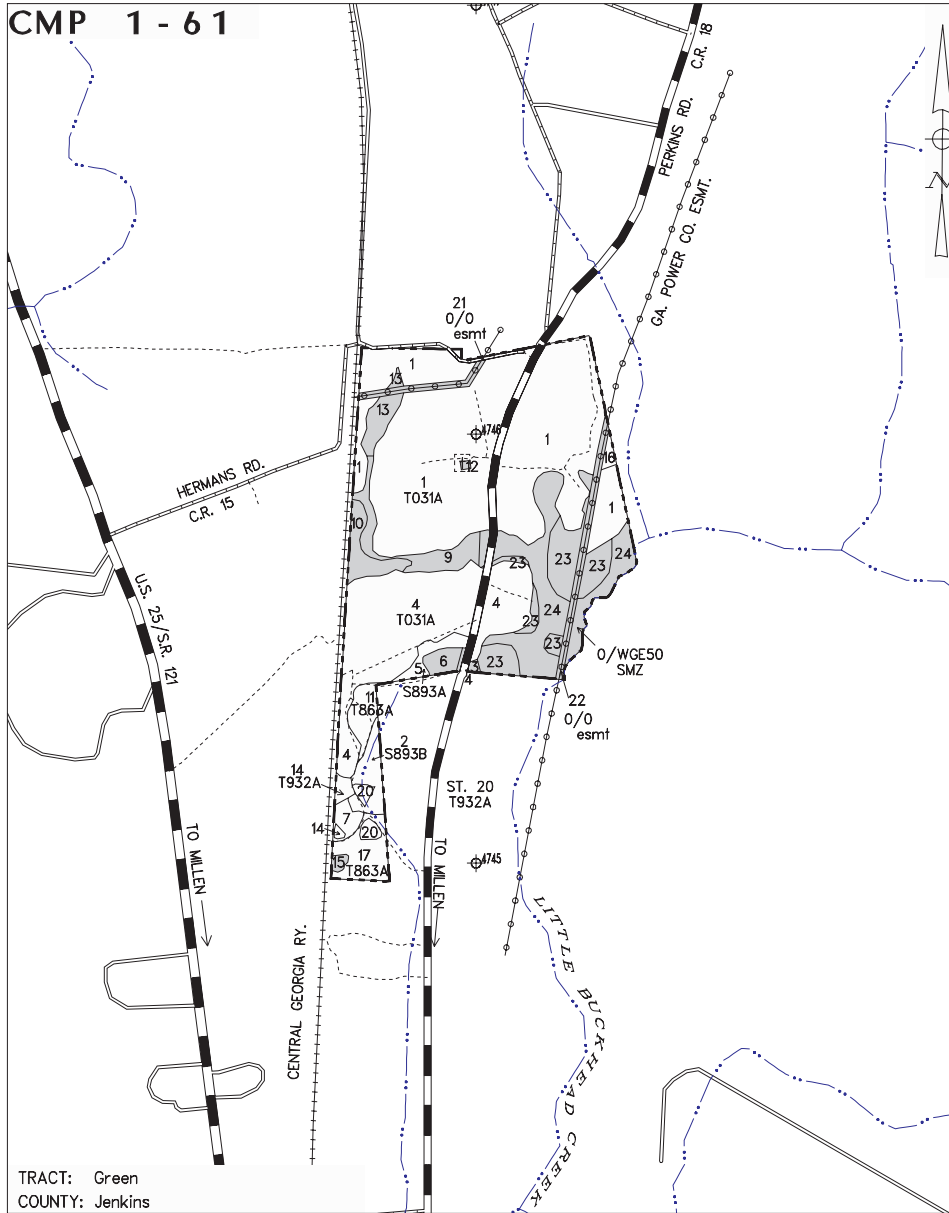 CMP 1-61
C.R. 18
PERKINS RD.
GA. POWER CO. ESMT.
N
21
0/0
esmt
1
13
13
4746
1
1
T031A
16
1
HERMANS RD.
C.R. 15
10
1
9
23
23
23
24
U.S. 25/S.R. 121
4
T031A
4
24
23
23
0/WGE50
SMZ
5
6
23
S893A
4
22
0/0
esmt
11
T863A
2
S893B
4
14
T932A
20
ST. 20
T932A
7
14
20
15
17
T863A
4745
TO MILLEN
TO MILLEN
CENTRAL GEORGIA RY.
LITTLE BUCKHEAD CREEK
TRACT: Green
COUNTY: Jenkins